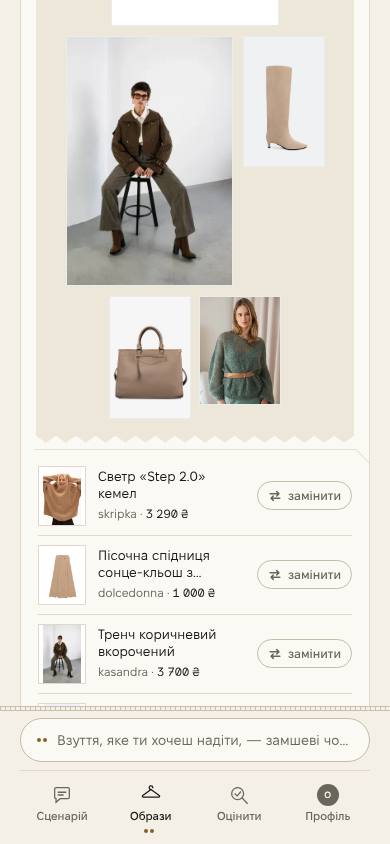 Светр «Step 2.0»
кемел
skripka · 3 290 ₴
замінити
Пісочна спідниця
сонце-кльош з…
dolcedonna · 1 000 ₴
замінити
Тренч коричневий
вкорочений
kasandra · 3 700 ₴
замінити
Взуття, яке ти хочеш надіти, — замшеві чо…
Сценарій
Образи
Оцінити
О
Профіль